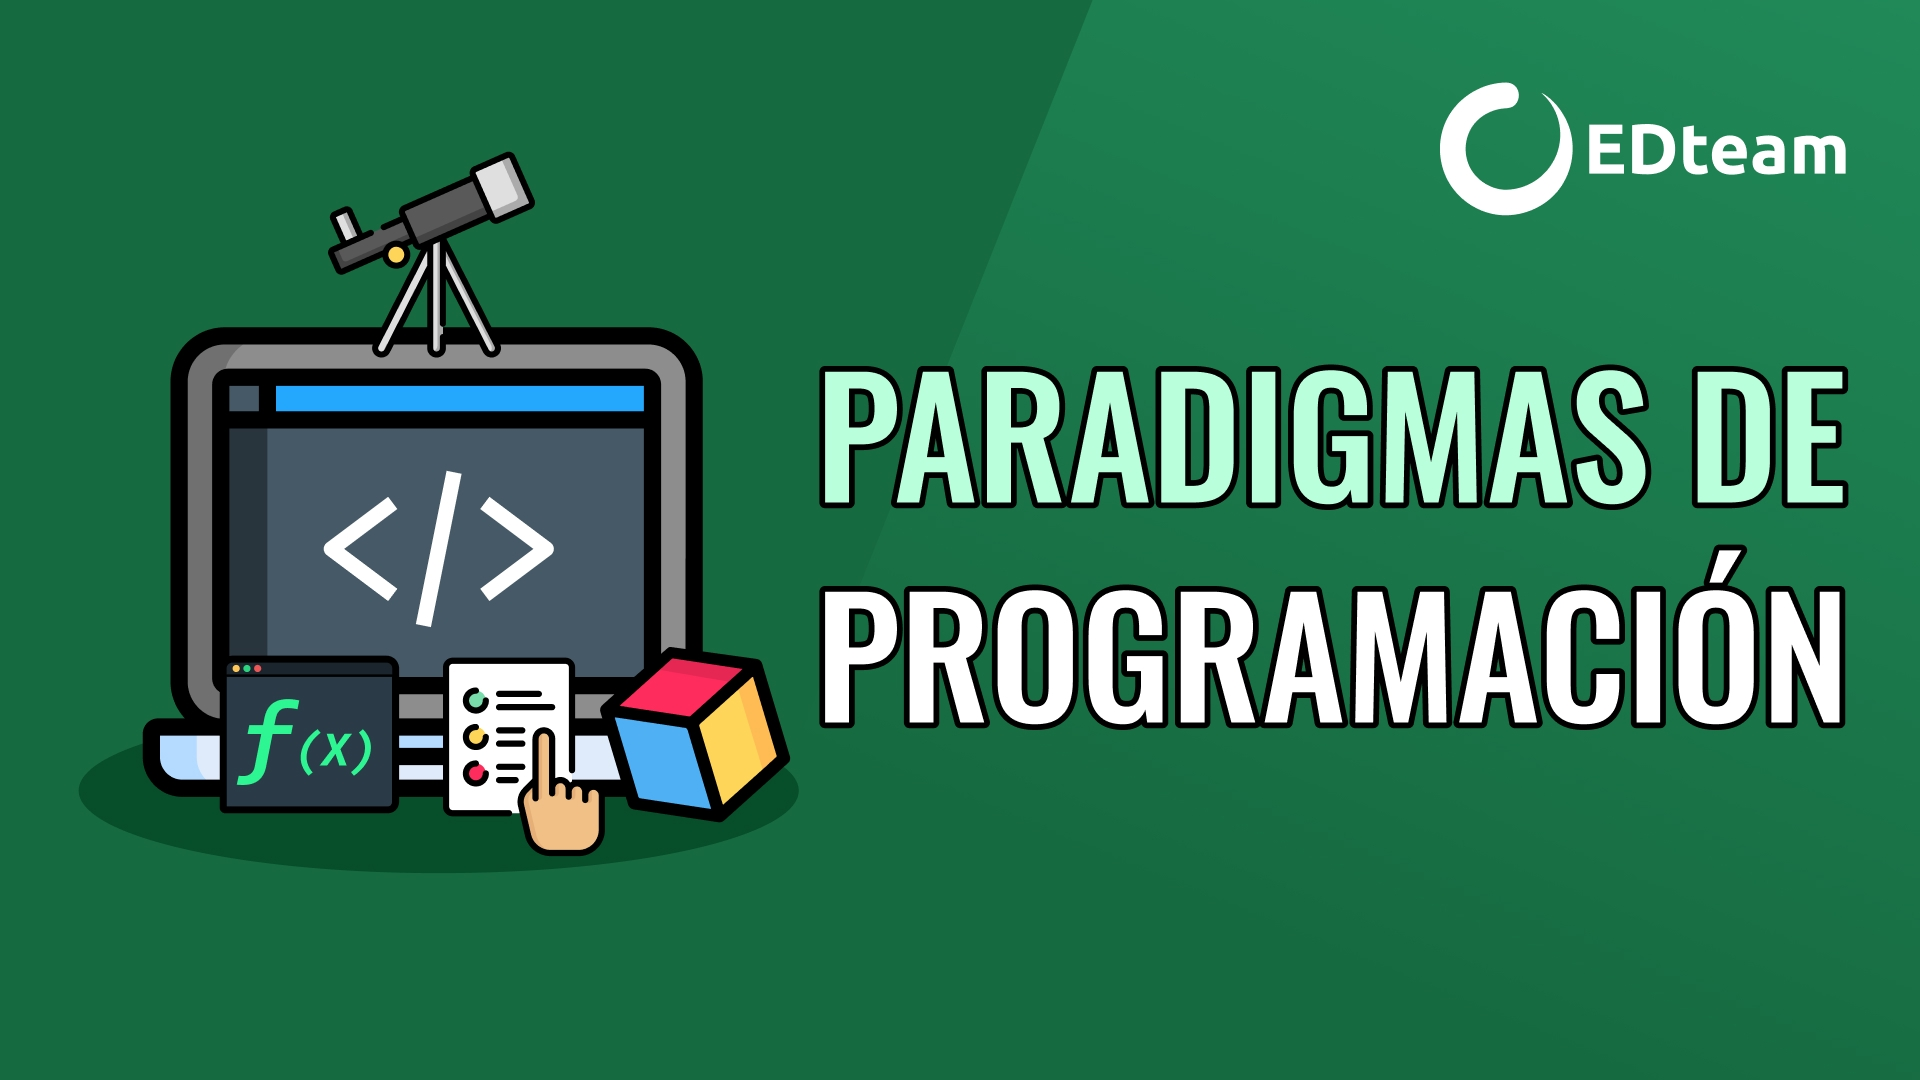 EDteam
PARADIGMAS DE
PROGRAMACIÓN
</>
f(x)